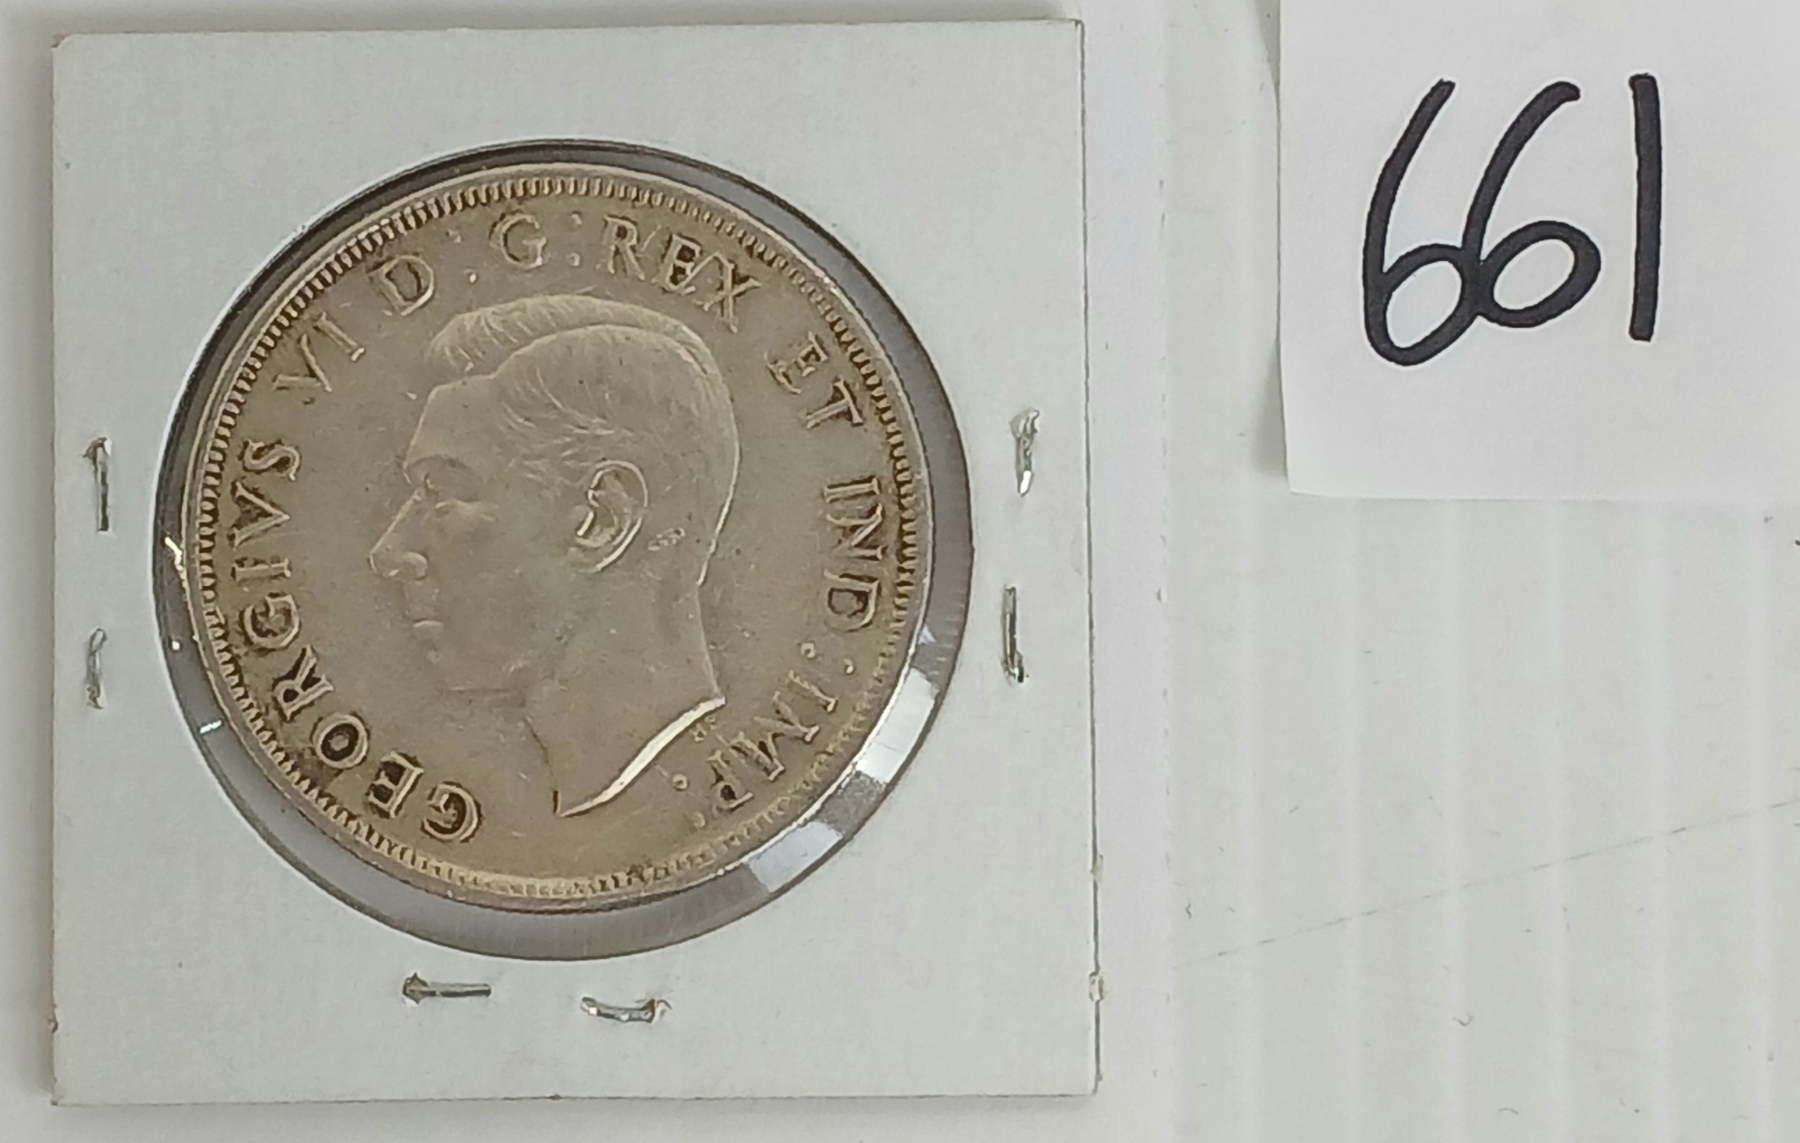 GEORGIVS VI D:G:REX ET IND:IMP:
661